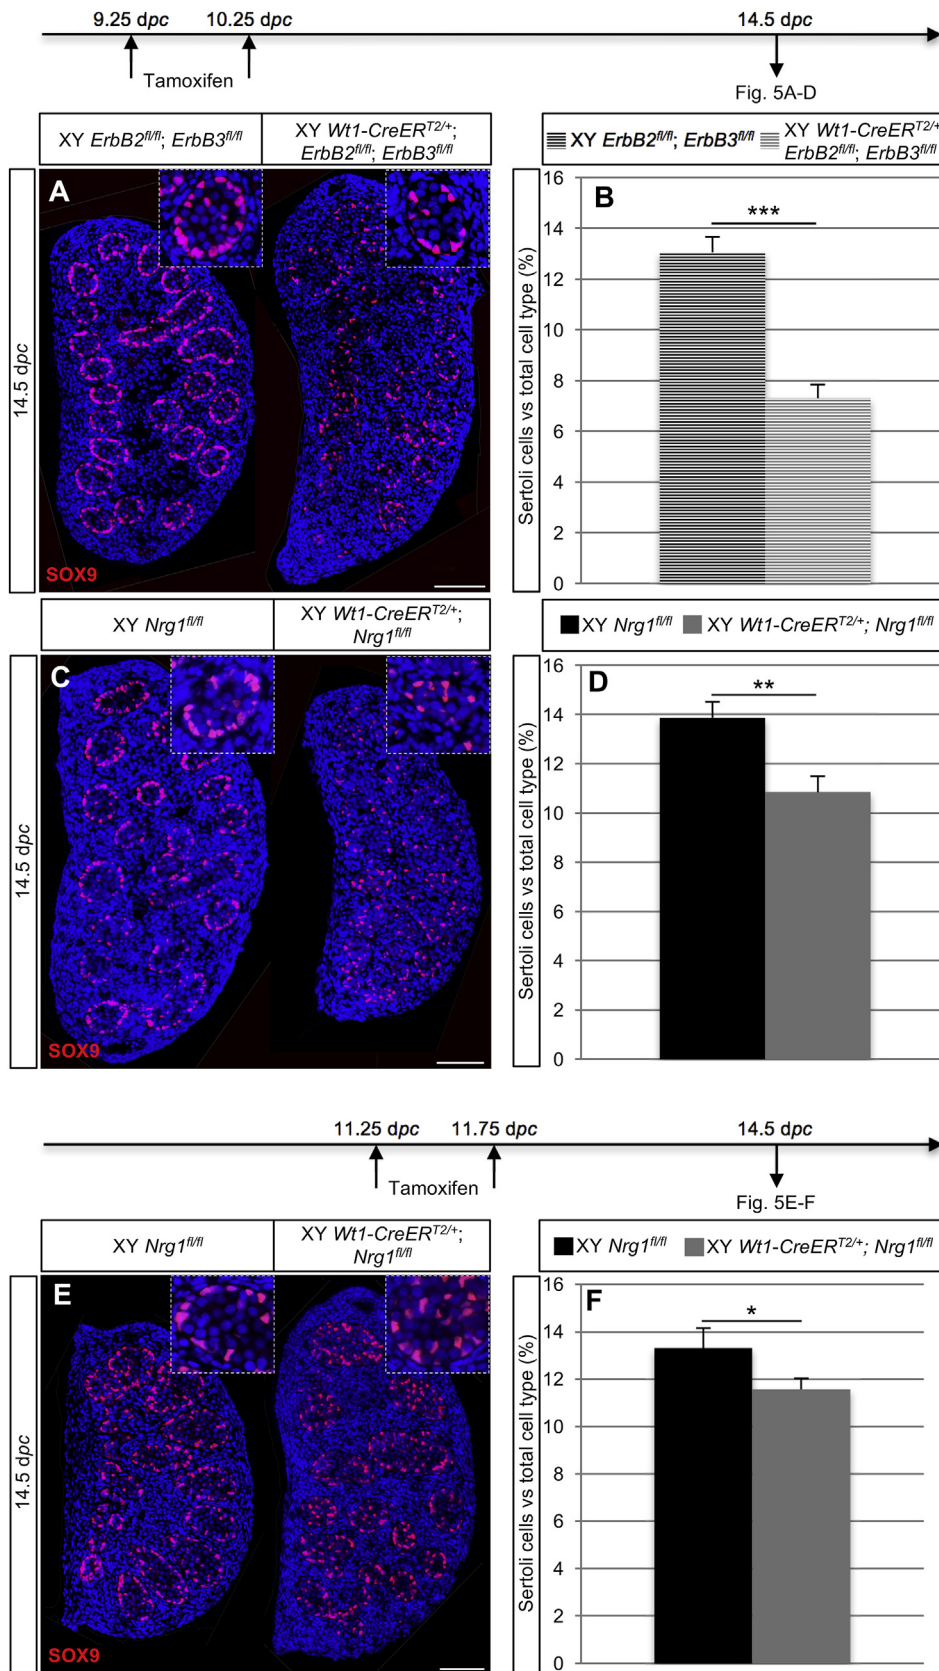 9.25 dpc 10.25 dpc 14.5 dpc
Tamoxifen
Fig. 5A-D
XY ErbB2fl/fl; ErbB3fl/fl
XY Wt1-CreERT2/+;
ErbB2fl/fl; ErbB3fl/fl
XY ErbB2fl/fl; ErbB3fl/fl
XY Wt1-CreERT2/+
ErbB2fl/fl; ErbB3fl/fl
14.5 dpc
A
SOX9
B
***
Sertoli cells vs total cell type (%)
16
14
12
10
8
6
4
2
0
XY Nrg1fl/fl
XY Wt1-CreERT2/+;
Nrg1fl/fl
XY Nrg1fl/fl XY Wt1-CreERT2/+; Nrg1fl/fl
14.5 dpc
C
SOX9
D
**
Sertoli cells vs total cell type (%)
16
14
12
10
8
6
4
2
0
11.25 dpc 11.75 dpc 14.5 dpc
Tamoxifen
Fig. 5E-F
XY Nrg1fl/fl
XY Wt1-CreERT2/+;
Nrg1fl/fl
XY Nrg1fl/fl XY Wt1-CreERT2/+; Nrg1fl/fl
14.5 dpc
E
SOX9
F
*
Sertoli cells vs total cell type (%)
16
14
12
10
8
6
4
2
0